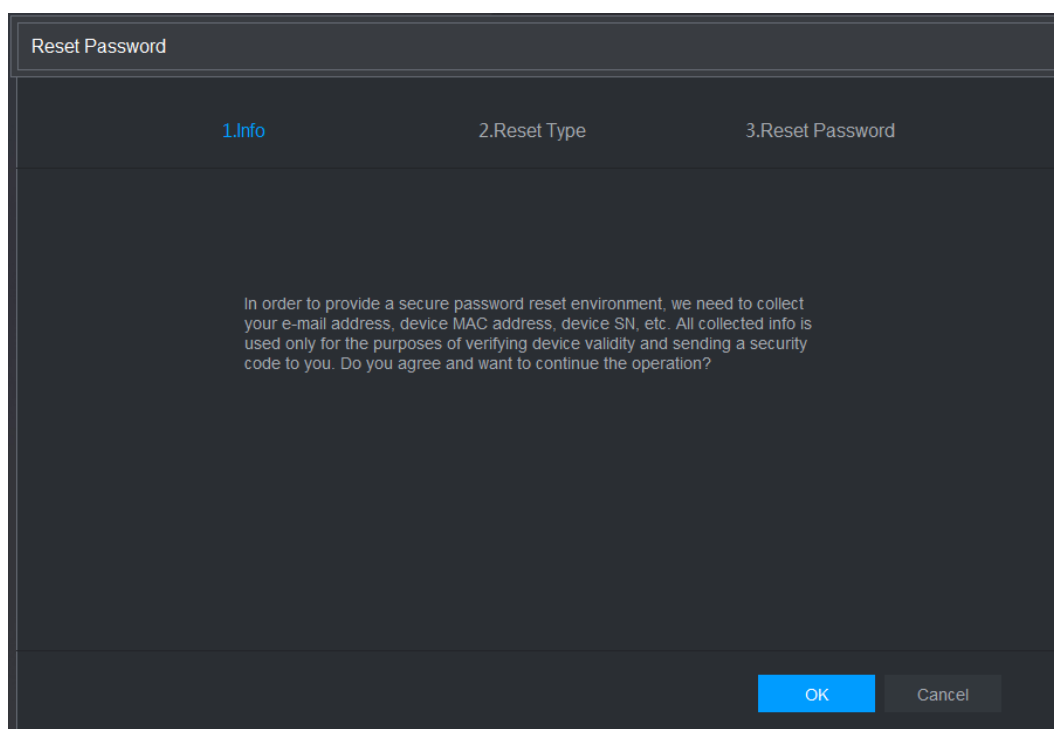 Reset Password
1.Info
2.Reset Type
3.Reset Password
In order to provide a secure password reset environment, we need to collect
your e-mail address, device MAC address, device SN, etc. All collected info is
used only for the purposes of verifying device validity and sending a security
code to you. Do you agree and want to continue the operation?
OK
Cancel